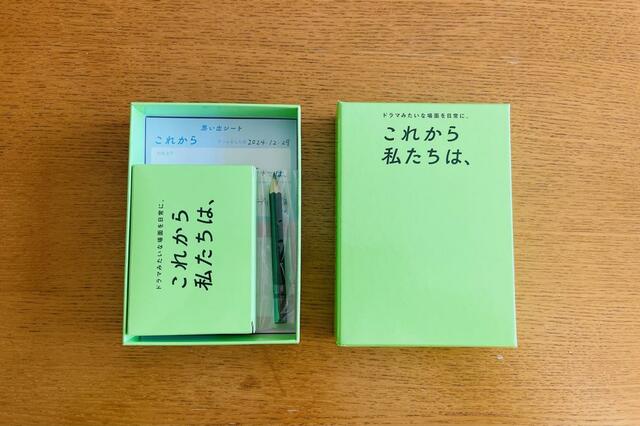 思い出シート
これから
2024.12.29
ドラマみたいな場面を日常に。
これから
私たちは、
ドラマみたいな場面を日常に。
これから
私たちは、